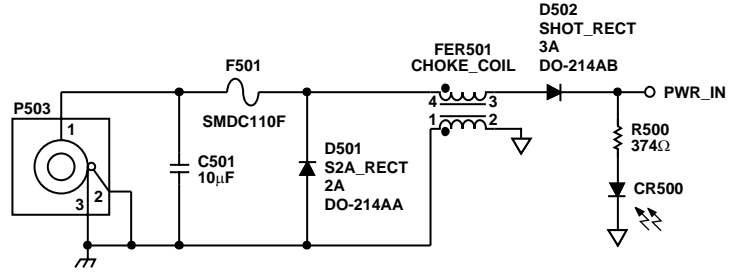 D502
SHOT_RECT
3A
DO-214AB
FER501
CHOKE_COIL
F501
SMDC110F
4
3
1
2
PWR_IN
P503
1
2
3
C501
10μF
D501
S2A_RECT
2A
DO-214AA
R500
374Ω
CR500